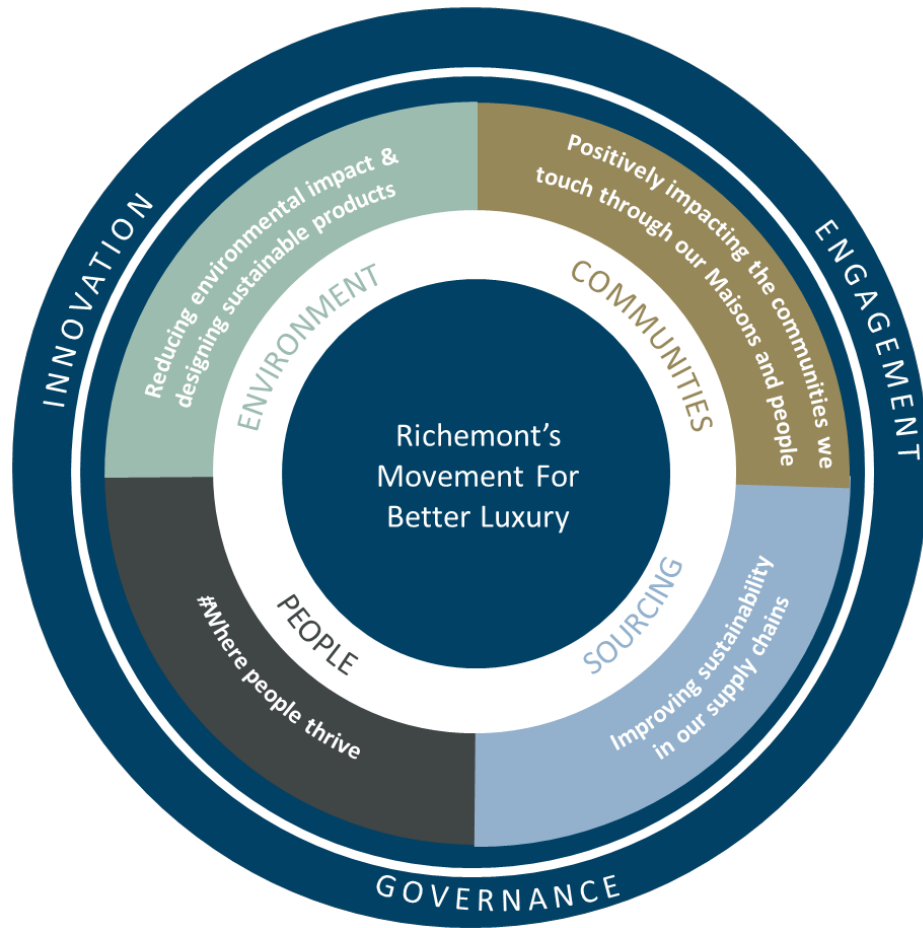 INNOVATION
ENGAGEMENT
GOVERNANCE
Reducing environmental impact &
designing sustainable products
ENVIRONMENT
Positively impacting the communities we
touch through our Maisons and people
COMMUNITIES
Richemont’s
Movement For
Better Luxury
PEOPLE
#Where people thrive
SOURCING
Improving sustainability
in our supply chains